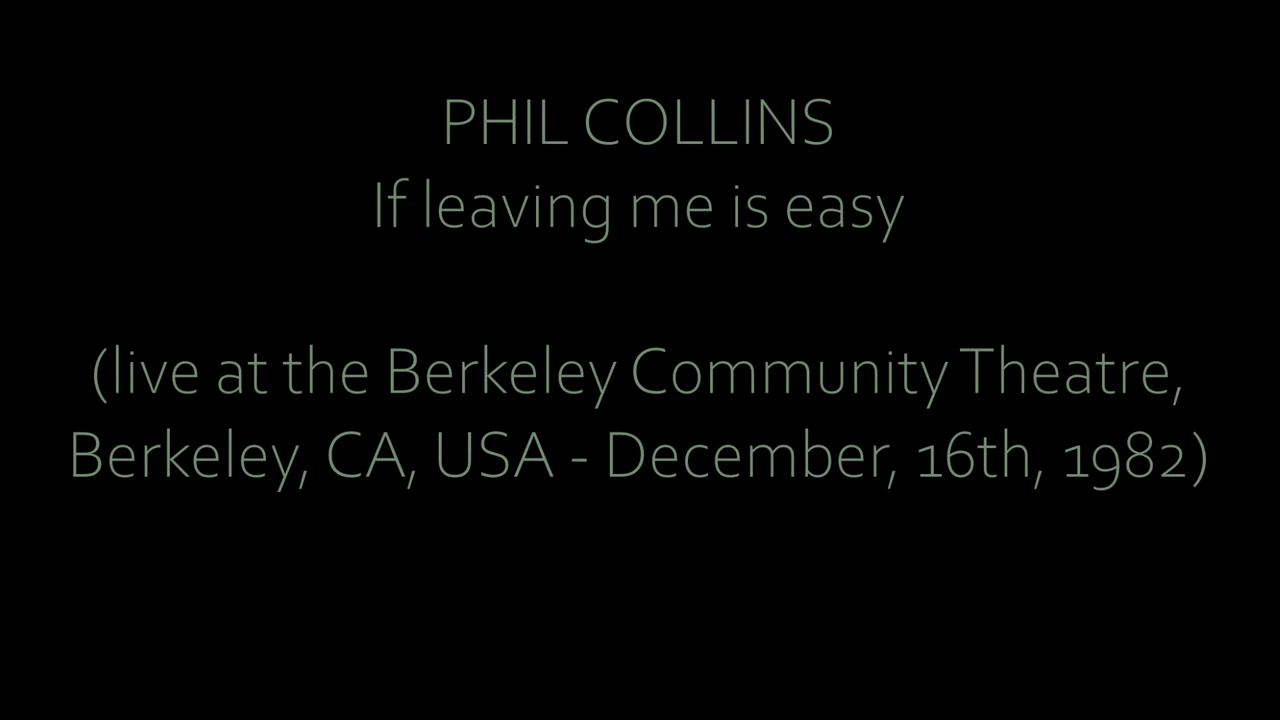 PHIL COLLINS
If leaving me is easy
(live at the Berkeley Community Theatre,
Berkeley, CA, USA - December, 16th, 1982)